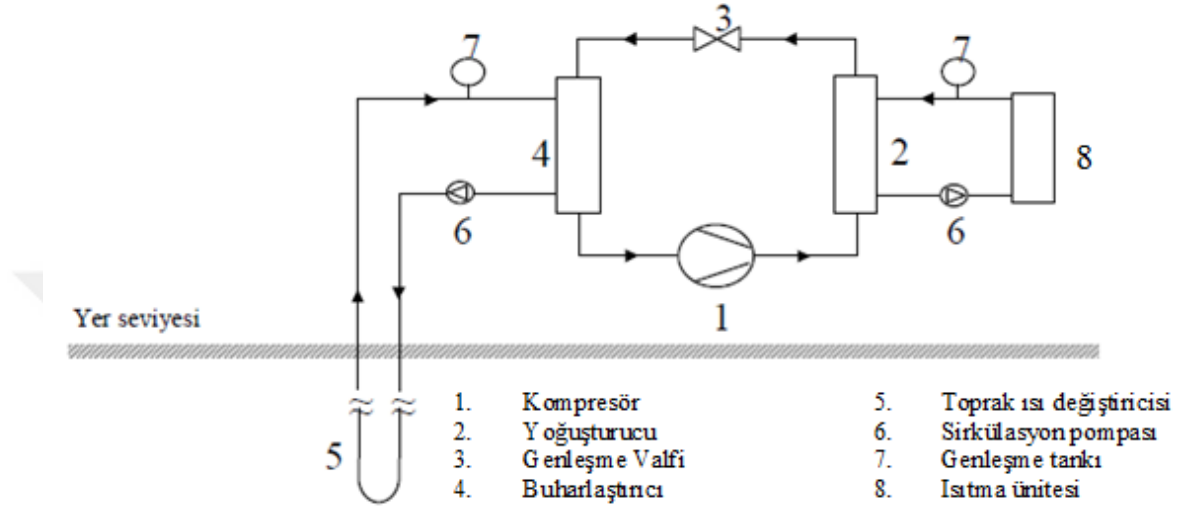 3
7
7
4
2
8
6
6
1
Yer seviyesi
5
1. Kompresör
2. Yoğuşturucu
3. Genleşme Valfi
4. Buharlaştırıcı
5. Toprak ısı değiştiricisi
6. Sirkülasyon pompası
7. Genleşme tankı
8. Isıtma ünitesi